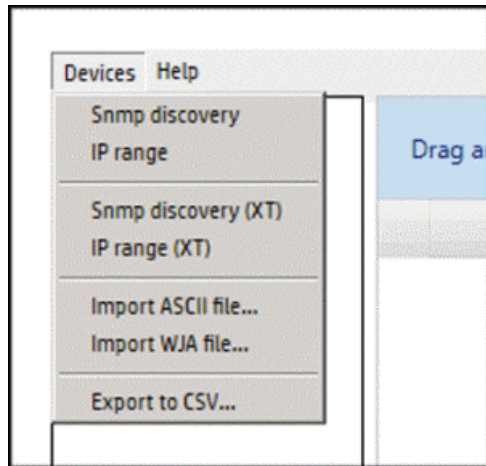 Devices Help
Snmp discovery
IP range
Drag a
Snmp discovery (XT)
IP range (XT)
Import ASCII file...
Import WJA file...
Export to CSV...